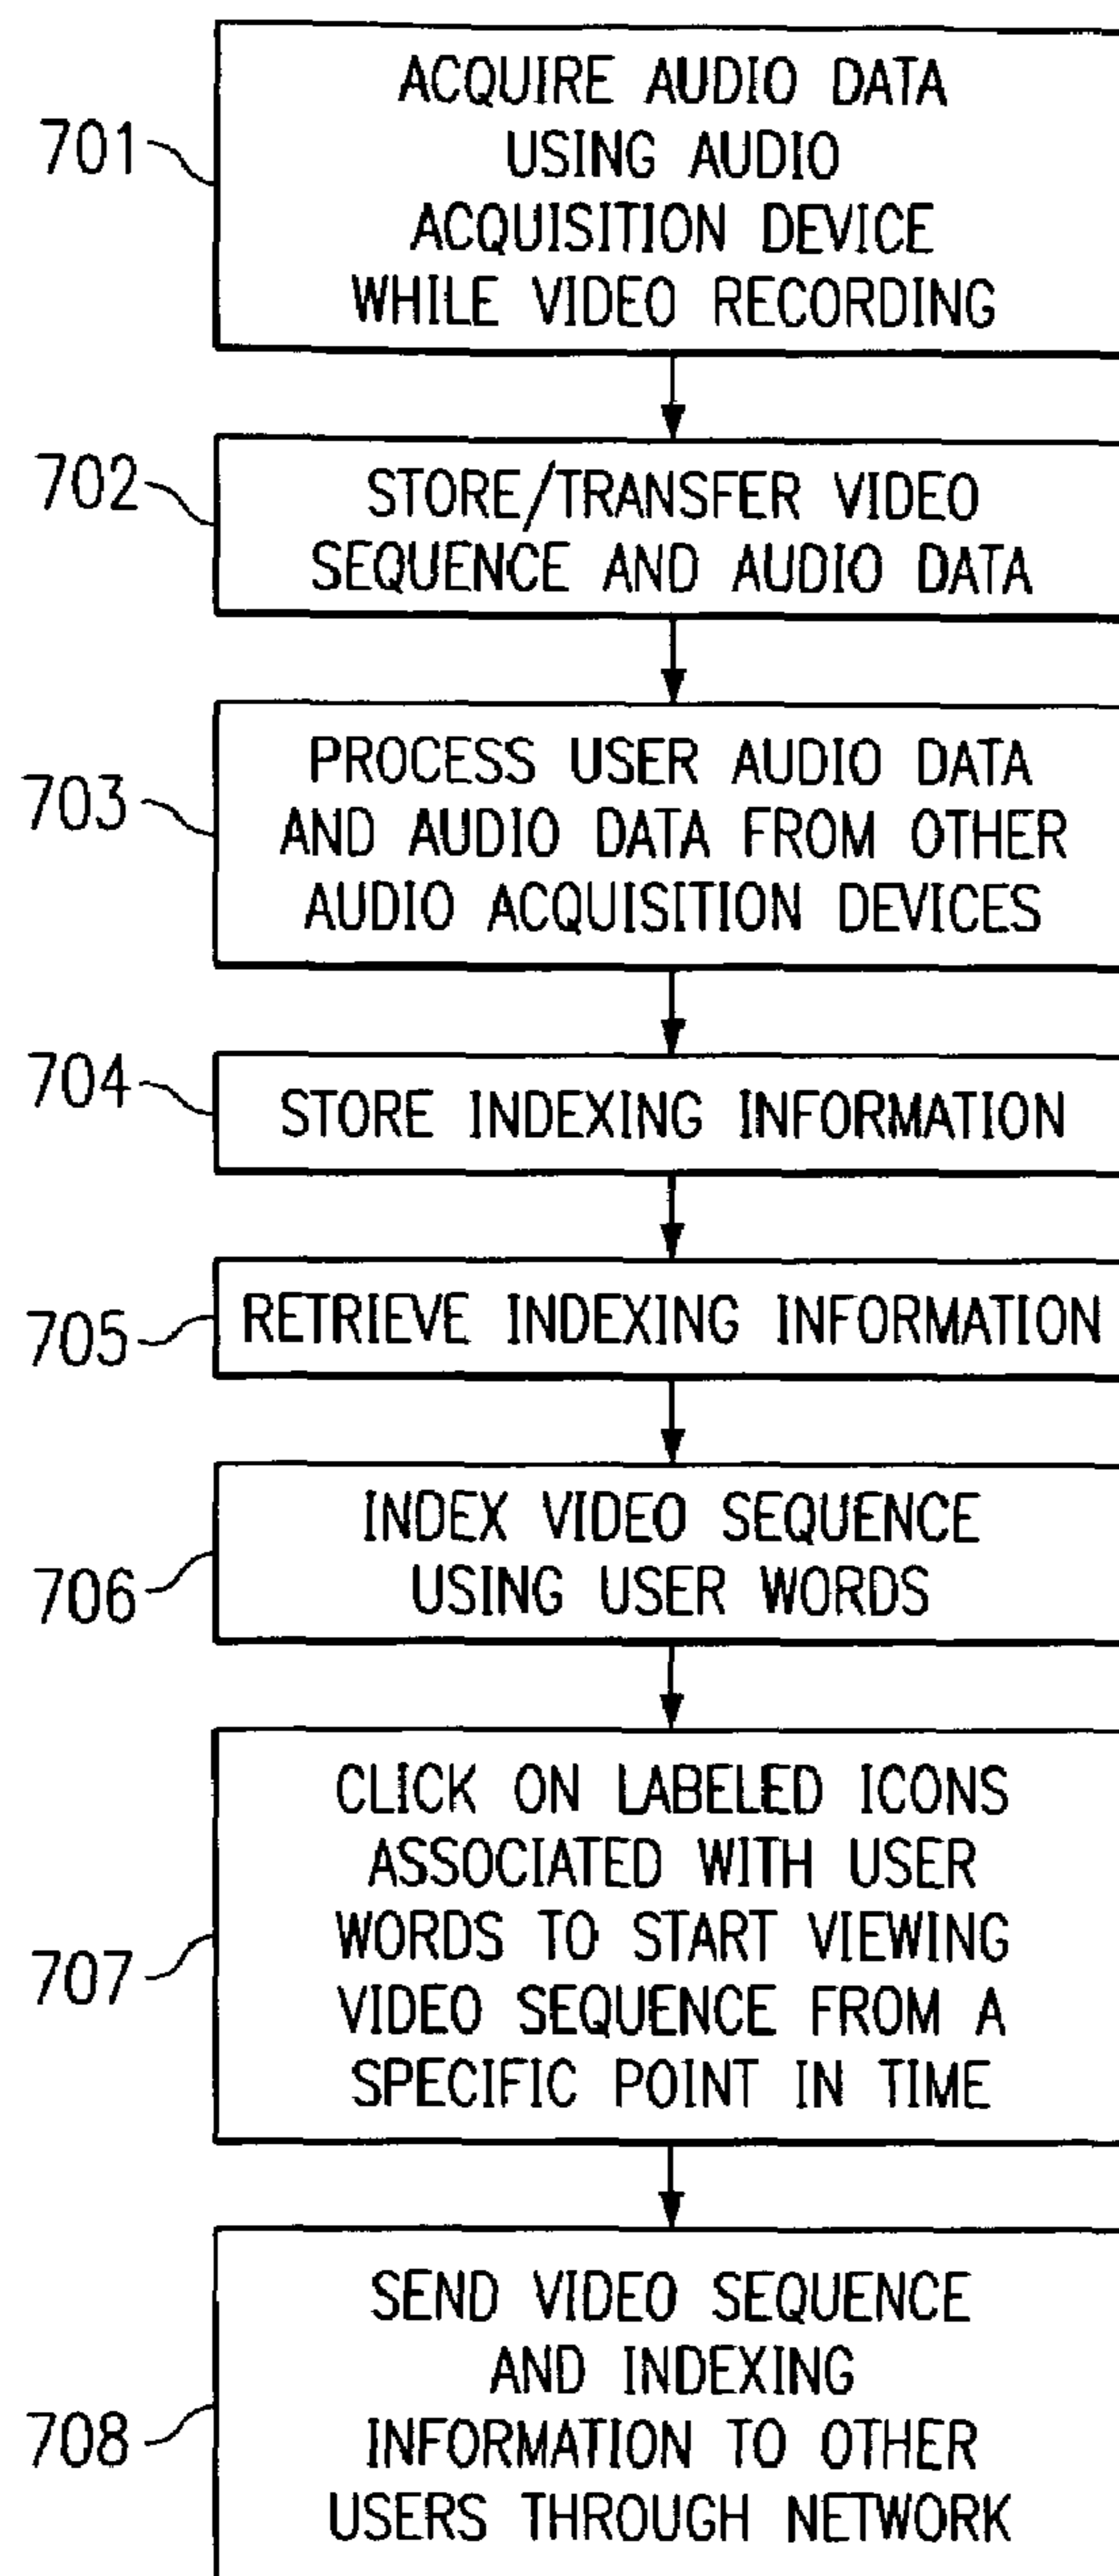 701
ACQUIRE AUDIO DATA
USING AUDIO
ACQUISITION DEVICE
WHILE VIDEO RECORDING
702
STORE/TRANSFER VIDEO
SEQUENCE AND AUDIO DATA
703
PROCESS USER AUDIO DATA
AND AUDIO DATA FROM OTHER
AUDIO ACQUISITION DEVICES
704
STORE INDEXING INFORMATION
705
RETRIEVE INDEXING INFORMATION
706
INDEX VIDEO SEQUENCE
USING USER WORDS
707
CLICK ON LABELED ICONS
ASSOCIATED WITH USER
WORDS TO START VIEWING
VIDEO SEQUENCE FROM A
SPECIFIC POINT IN TIME
708
SEND VIDEO SEQUENCE
AND INDEXING
INFORMATION TO OTHER
USERS THROUGH NETWORK